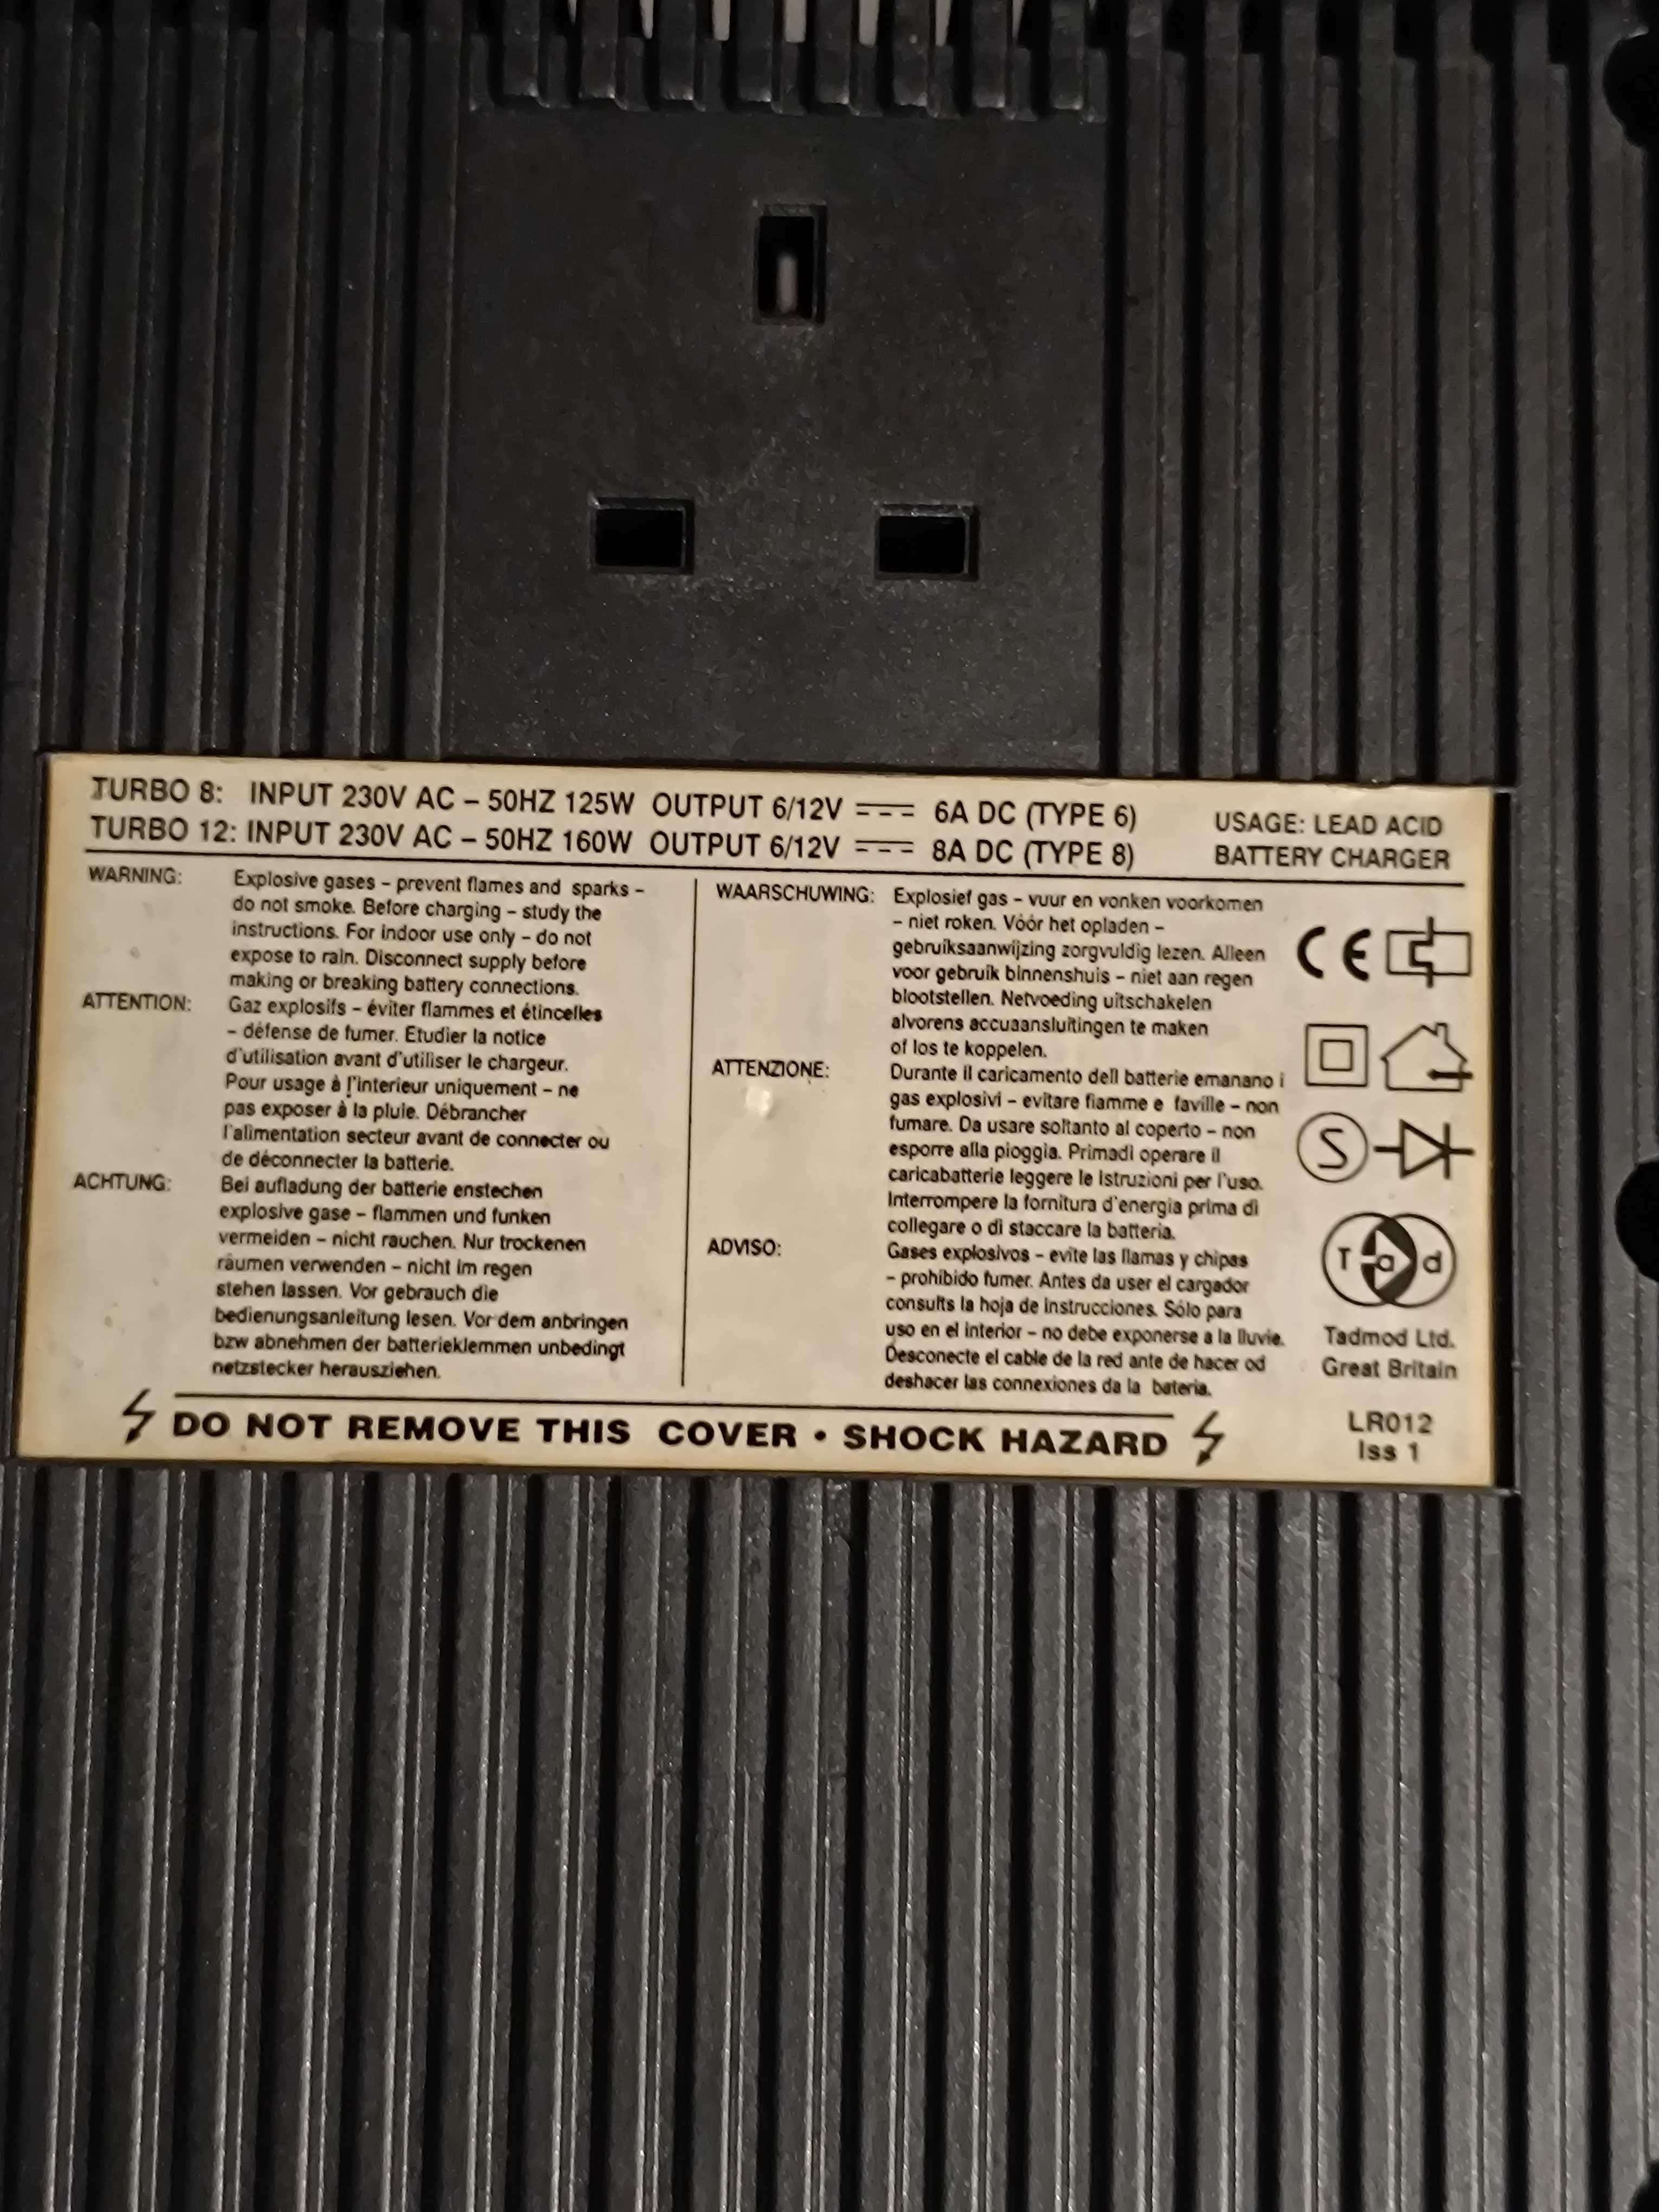 TURBO 8: INPUT 230V AC – 50HZ 125W OUTPUT 6/12V ⎓ 6A DC (TYPE 6)
TURBO 12: INPUT 230V AC – 50HZ 160W OUTPUT 6/12V ⎓ 8A DC (TYPE 8)
USAGE: LEAD ACID
BATTERY CHARGER
WARNING: Explosive gases – prevent flames and sparks –
do not smoke. Before charging – study the
instructions. For indoor use only – do not
expose to rain. Disconnect supply before
making or breaking battery connections.
ATTENTION: Gaz explosifs – éviter flammes et étincelles
– défense de fumer. Etudier la notice
d'utilisation avant d'utiliser le chargeur.
Pour usage à l'interieur uniquement – ne
pas exposer à la pluie. Débrancher
l'alimentation secteur avant de connecter ou
de déconnecter la batterie.
ACHTUNG: Bei aufladung der batterie enstechen
explosive gase – flammen und funken
vermeiden – nicht rauchen. Nur trockenen
räumen verwenden – nicht im regen
stehen lassen. Vor gebrauch die
bedienungsanleitung lesen. Vor dem anbringen
bzw abnehmen der batterieklemmen unbedingt
netzstecker herausziehen.
WAARSCHUWING: Explosief gas – vuur en vonken voorkomen
– niet roken. Vóór het opladen –
gebruiksaanwijzing zorgvuldig lezen. Alleen
voor gebruik binnenshuis – niet aan regen
blootstellen. Netvoeding uitschakelen
alvorens accuaansluitingen te maken
of los te koppelen.
ATTENZIONE: Durante il caricamento dell batterie emanano i
gas explosivi – evitare fiamme e faville – non
fumare. Da usare soltanto al coperto – non
esporre alla pioggia. Primadi operare il
caricabatterie leggere le istruzioni per l'uso.
Interrompere la fornitura d'energia prima di
collegare o di staccare la batteria.
ADVISO: Gases explosivos – evite las llamas y chipas
– prohibido fumer. Antes da user el cargador
consults la hoja de instrucciones. Sólo para
uso en el interior – no debe exponerse a la lluvie.
Desconecte el cable de la red ante de hacer od
deshacer las connexiones da la bateria.
CE
S
Tad
Tadmod Ltd.
Great Britain
LR012
Iss 1
DO NOT REMOVE THIS COVER • SHOCK HAZARD